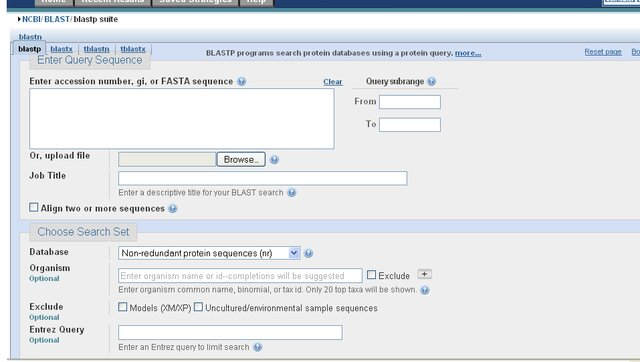 Home Recent Results Saved Strategies Help
NCBI/ BLAST/ blastp suite
blastn
blastp blastx tblastn tblastx
BLASTP programs search protein databases using a protein query. more... Reset page
Enter Query Sequence
Enter accession number, gi, or FASTA sequence Clear Query subrange
From
To
Or, upload file Browse...
Job Title
Enter a descriptive title for your BLAST search
Align two or more sequences
Choose Search Set
Database Non-redundant protein sequences (nr)
Organism
Optional
Enter organism name or id--completions will be suggested Exclude +
Enter organism common name, binomial, or tax id. Only 20 top taxa will be shown.
Exclude
Optional
Models (XM/XP) Uncultured/environmental sample sequences
Entrez Query
Optional
Enter an Entrez query to limit search